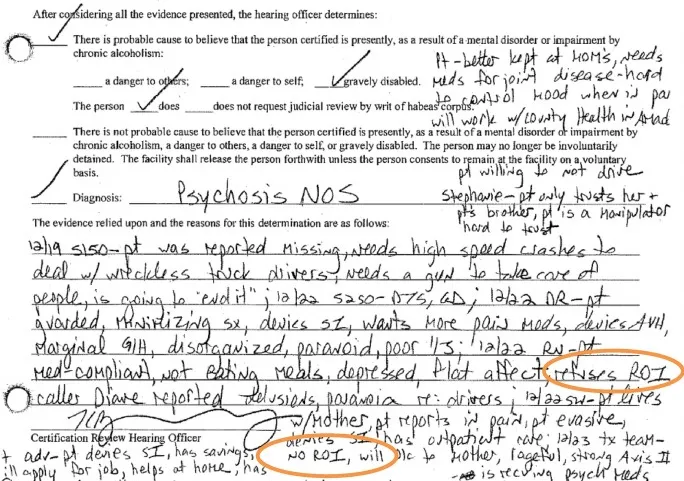 After considering all the evidence presented, the hearing officer determines:
There is probable cause to believe that the person certified is presently, as a result of a mental disorder or impairment by
chronic alcoholism:
a danger to others; a danger to self; gravely disabled.
The person does does not request judicial review by writ of habeas corpus.
Pt - better kept at MOM's, needs
meds for joint disease - hard
to control mood when in pai
will work w/ County Health in Amad
There is not probable cause to believe that the person certified is presently, as a result of a mental disorder or impairment by
chronic alcoholism, a danger to others, a danger to self, or gravely disabled. The person may no longer be involuntarily
detained. The facility shall release the person forthwith unless the person consents to remain at the facility on a voluntary
basis.
pt willing to not drive
Stephanie - pt only trusts her +
pt's brother, pt is a manipulator
hard to trust
Diagnosis: Psychosis NOS
The evidence relied upon and the reasons for this determination are as follows:
12/19 5150 - pt was reported missing, needs high speed crashes to
deal w/ wreckless truck drivers, needs a gun to take care of
people, is going to "end it"; 12/22 5250 - DTS, GD; 12/22 DR - pt
guarded, minimizing sx, denies SI, wants more pain meds, denies AVH,
marginal G/H, disorganized, paranoid, poor I/J; 12/22 RN - pt
med-compliant, not eating meals, depressed, flat affect, refuses ROI
caller Diane reported delusions, paranoia re: drivers; 12/22 SW - pt lives
w/ Mother, pt reports in pain, pt evasive,
Certification Review Hearing Officer
denies SI, has outpatient care; 12/23 tx team -
+ adv - pt denies SI, has savings, NO ROI, will D/c to Mother, rageful, strong Axis II
ill apply for job, helps at home, has is recving psych meds